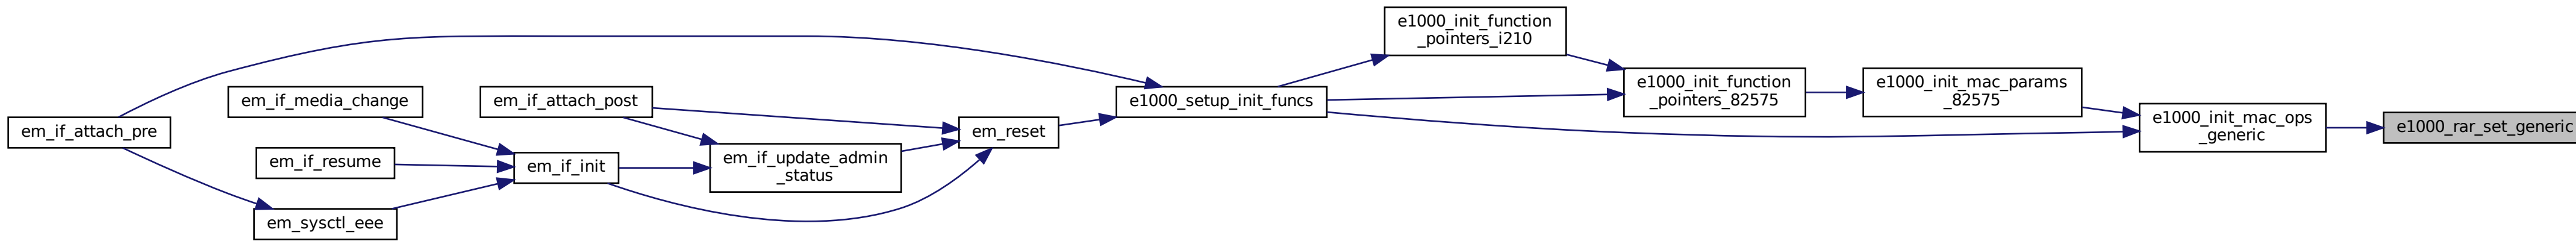 em_if_attach_pre
em_if_media_change
em_if_resume
em_sysctl_eee
em_if_attach_post
em_if_init
em_if_update_admin
_status
em_reset
e1000_setup_init_funcs
e1000_init_function
_pointers_i210
e1000_init_function
_pointers_82575
e1000_init_mac_params
_82575
e1000_init_mac_ops
_generic
e1000_rar_set_generic